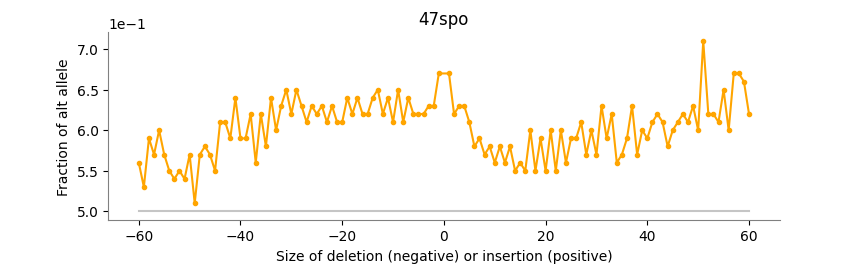 47spo
1e−1
7.0
6.5
6.0
5.5
5.0
Fraction of alt allele
−60 −40 −20 0 20 40 60
Size of deletion (negative) or insertion (positive)